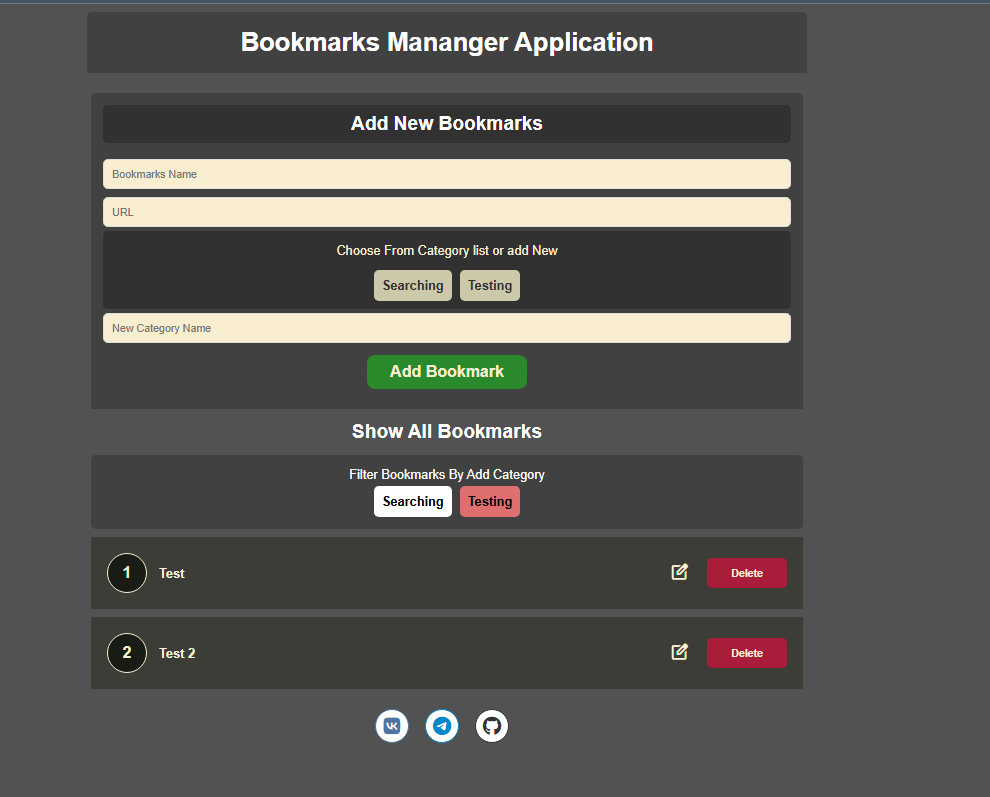 Bookmarks Mananger Application
Add New Bookmarks
Bookmarks Name
URL
Choose From Category list or add New
Searching Testing
New Category Name
Add Bookmark
Show All Bookmarks
Filter Bookmarks By Add Category
Searching Testing
1 Test Delete
2 Test 2 Delete